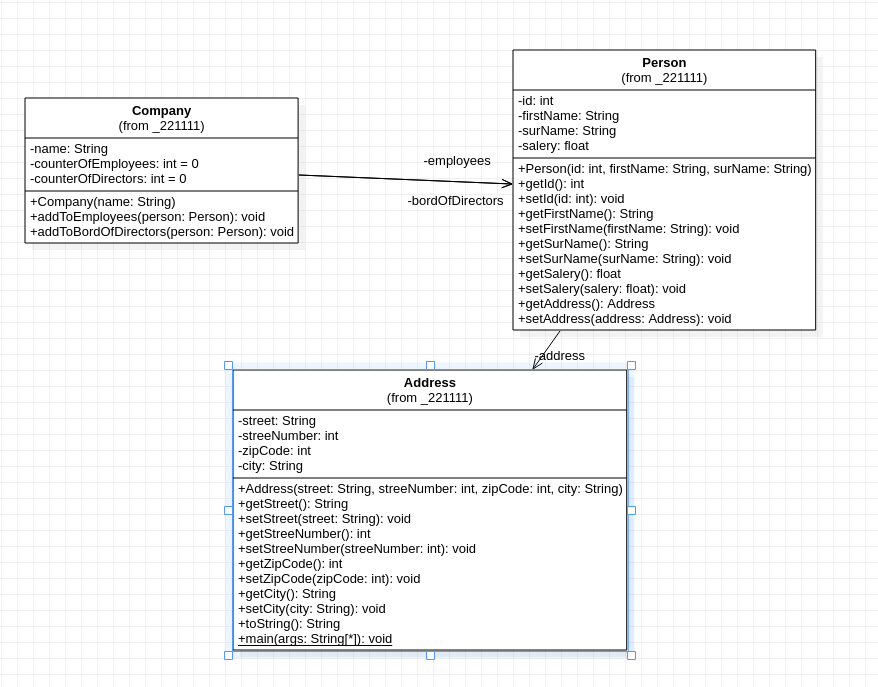 Company
(from _221111)
-name: String
-counterOfEmployees: int = 0
-counterOfDirectors: int = 0
+Company(name: String)
+addToEmployees(person: Person): void
+addToBordOfDirectors(person: Person): void
-employees
-bordOfDirectors
Person
(from _221111)
-id: int
-firstName: String
-surName: String
-salery: float
+Person(id: int, firstName: String, surName: String)
+getId(): int
+setId(id: int): void
+getFirstName(): String
+setFirstName(firstName: String): void
+getSurName(): String
+setSurName(surName: String): void
+getSalery(): float
+setSalery(salery: float): void
+getAddress(): Address
+setAddress(address: Address): void
-address
Address
(from _221111)
-street: String
-streeNumber: int
-zipCode: int
-city: String
+Address(street: String, streeNumber: int, zipCode: int, city: String)
+getStreet(): String
+setStreet(street: String): void
+getStreeNumber(): int
+setStreeNumber(streeNumber: int): void
+getZipCode(): int
+setZipCode(zipCode: int): void
+getCity(): String
+setCity(city: String): void
+toString(): String
+main(args: String[*]): void